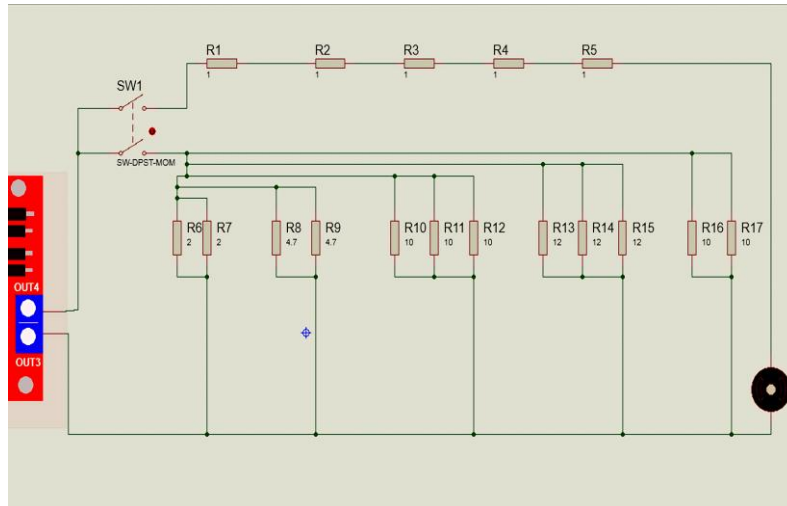 R1 R2 R3 R4 R5
1 1 1 1 1
SW1
SW-DPST-MOM
R6 R7 R8 R9 R10 R11 R12 R13 R14 R15 R16 R17
2 2 4.7 4.7 10 10 10 12 12 12 10 10
OUT4
OUT3